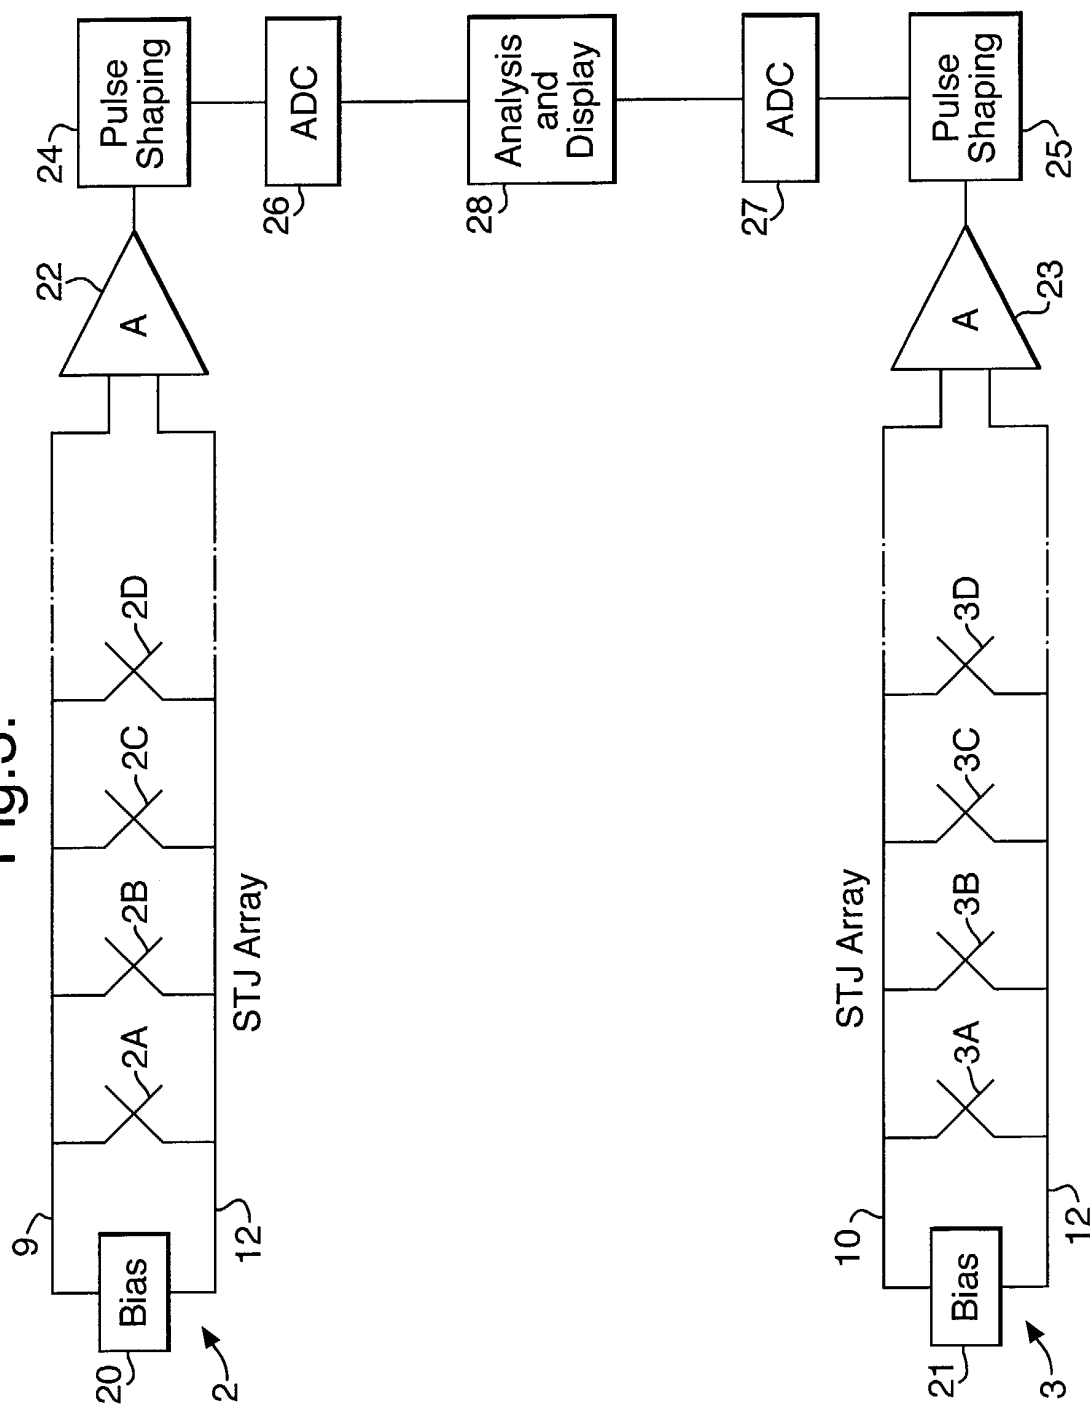 9
20
Bias
2
12
2A
2B
2C
2D
STJ Array
22
A
24
Pulse
Shaping
26
ADC
28
Analysis
and
Display
27
ADC
25
Pulse
Shaping
23
A
STJ Array
10
21
Bias
3
12
3A
3B
3C
3D